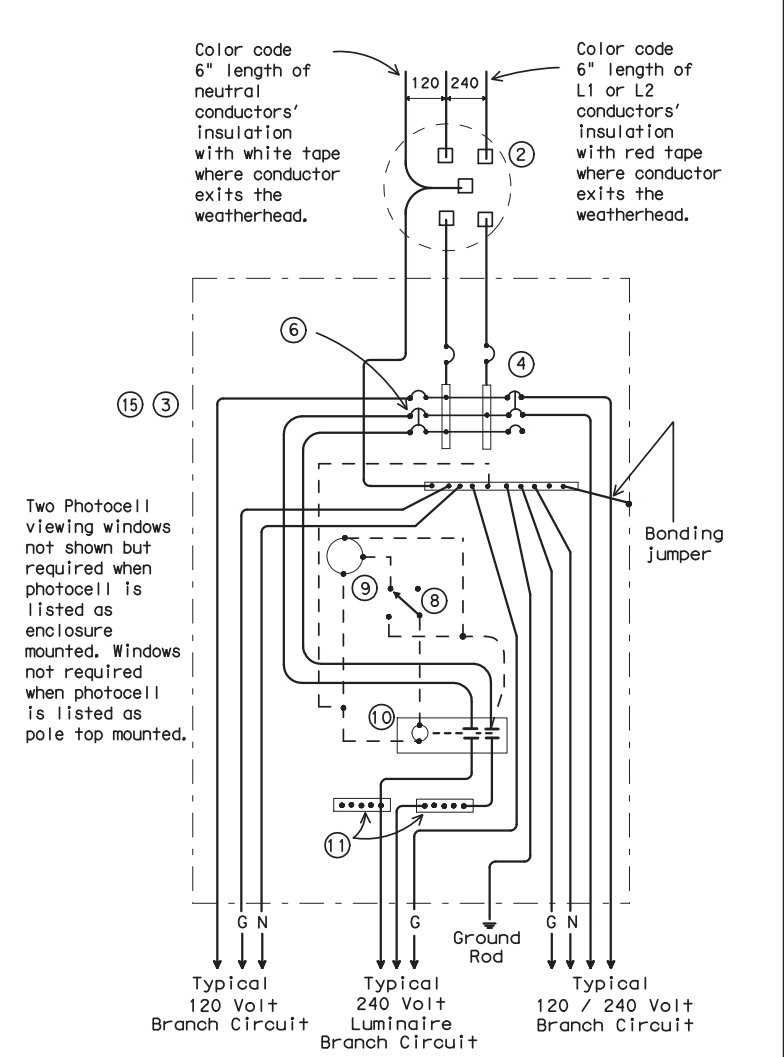 Color code
6" length of
neutral
conductors'
insulation
with white tape
where conductor
exits the
weatherhead.
120
240
Color code
6" length of
L1 or L2
conductors'
insulation
with red tape
where conductor
exits the
weatherhead.
2
6
4
15
3
Two Photocell
viewing windows
not shown but
required when
photocell is
listed as
enclosure
mounted. Windows
not required
when photocell
is listed as
pole top mounted.
Bonding
jumper
9
8
10
11
G N
G
Ground
Rod
G N
Typical
120 Volt
Branch Circuit
Typical
240 Volt
Luminaire
Branch Circuit
Typical
120 / 240 Volt
Branch Circuit